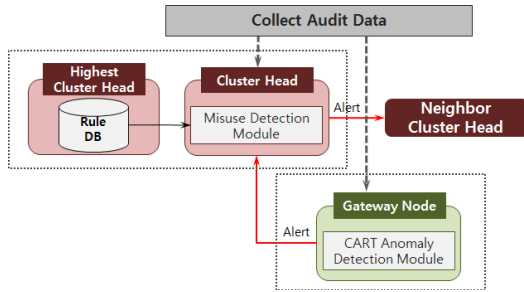 Collect Audit Data
Highest
Cluster Head
Rule
DB
Cluster Head
Misuse Detection
Module
Alert
Neighbor
Cluster Head
Gateway Node
Alert
CART Anomaly
Detection Module